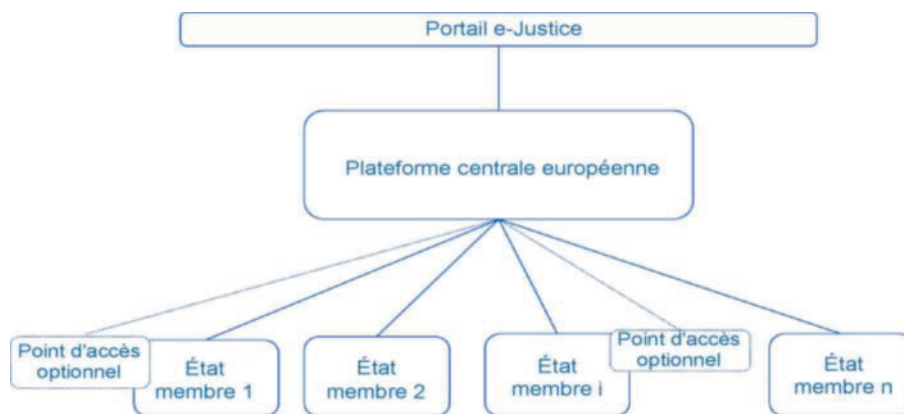 Portail e-Justice
Plateforme centrale européenne
Point d'accès
optionnel
État
membre 1
État
membre 2
État
membre i
Point d'accès
optionnel
État
membre n